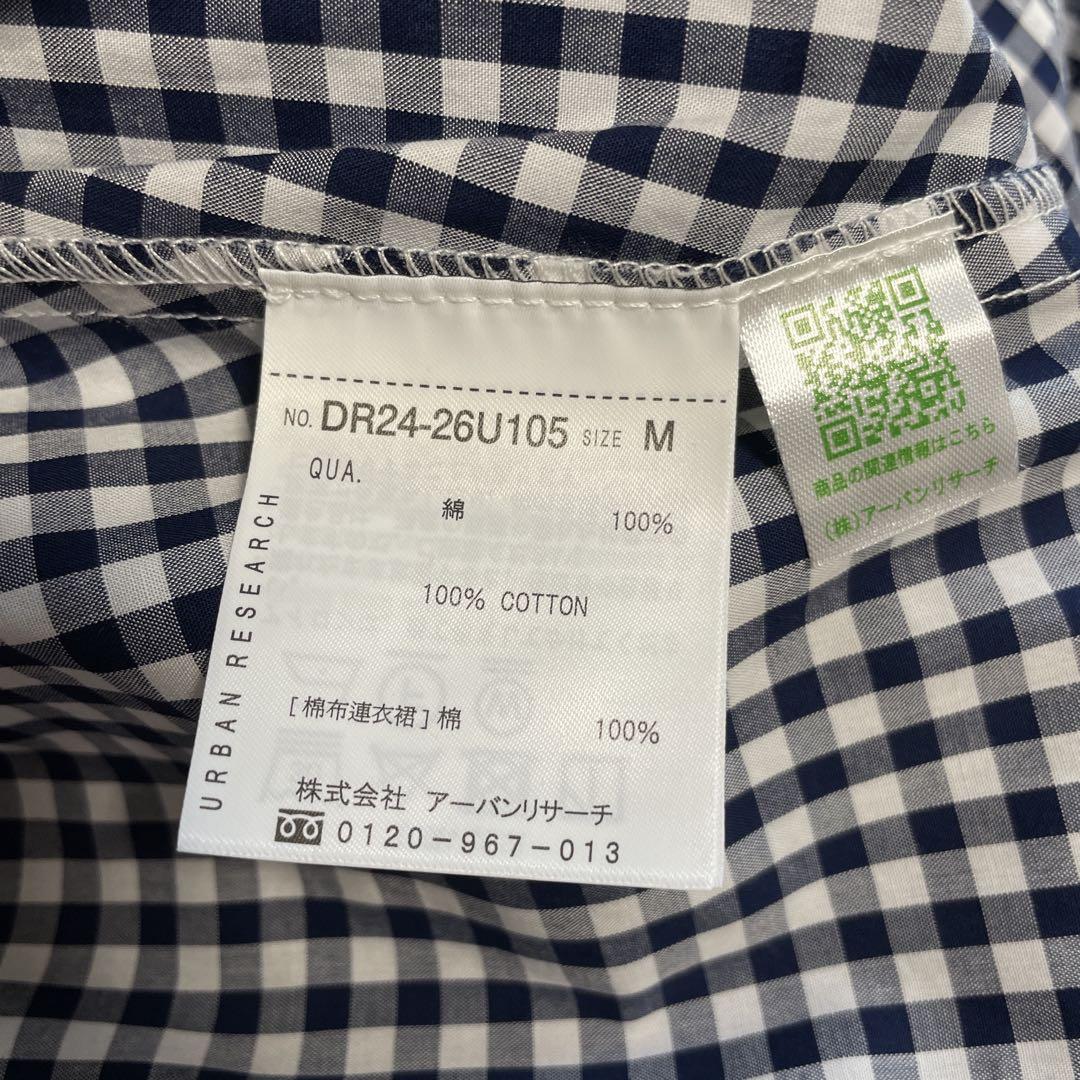 NO. DR24-26U105 SIZE M
QUA.
綿 100%
100% COTTON
[棉布連衣裙]棉 100%
株式会社 アーバンリサーチ
0120-967-013
URBAN RESEARCH
商品の関連情報はこちら
(株)アーバンリサーチ